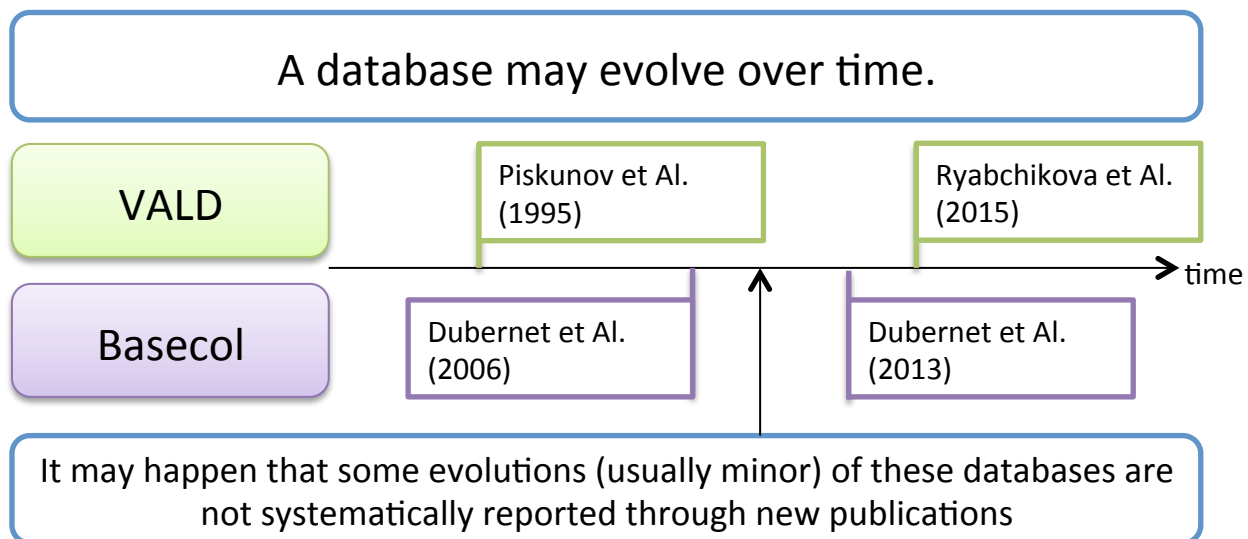 A database may evolve over time.
VALD
Piskunov et Al.
(1995)
Ryabchikova et Al.
(2015)
time
Basecol
Dubernet et Al.
(2006)
Dubernet et Al.
(2013)
It may happen that some evolutions (usually minor) of these databases are
not systematically reported through new publications